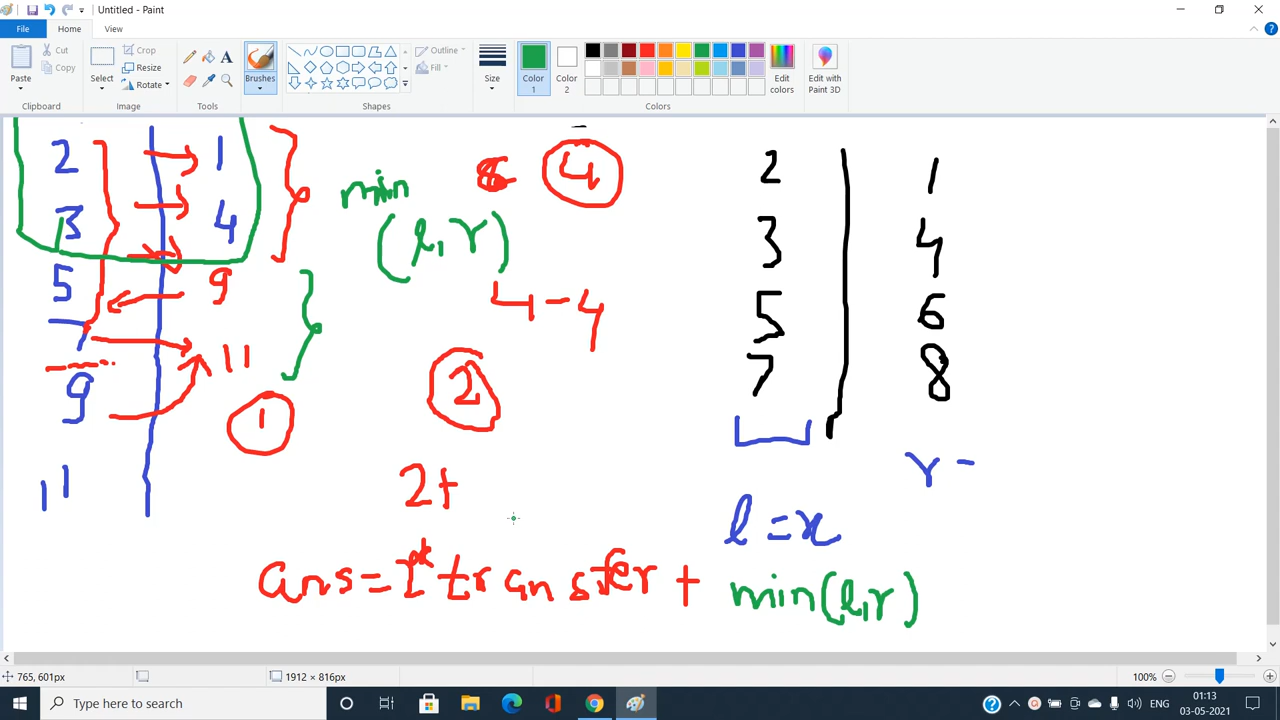 Untitled - Paint
File Home View
Paste Cut Copy Clipboard
Select Crop Resize Rotate Image
Tools
Brushes
Outline Fill Shapes
Size
Color 1 Color 2 Edit colors Colors
Edit with Paint 3D
2 1
3 4
5 9
7 11
9
11
1
min
(l,r)
4
4-4
2
2+
2 1
3 4
5 6
7 8
r -
l = x
ans = 1st transfer + min(l,r)
765, 601px 1912 × 816px 100%
Type here to search
ENG
01:13
03-05-2021